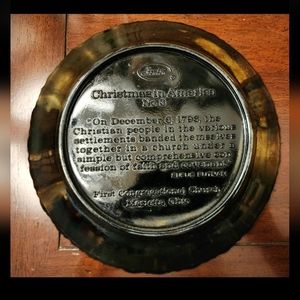 Christmas in America
No. 13
"On December 6, 1796, the
Christian people in the various
settlements banded themselves
together in a church under a
simple but comprehensive con
fession of faith and covenant."
First Congregational Church
Marietta, Ohio